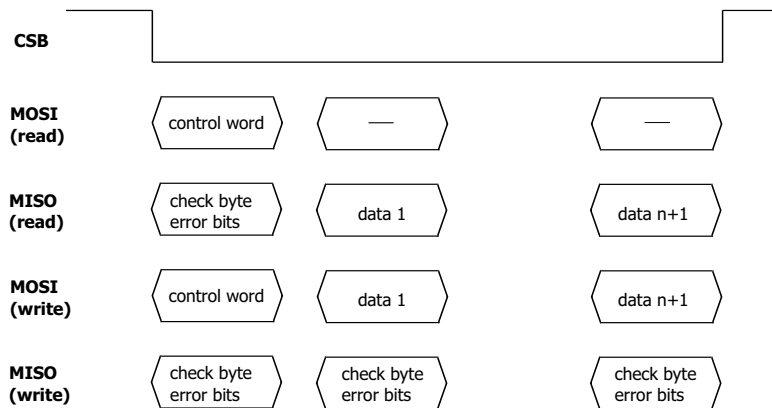 CSB
MOSI
(read)
control word
—
—
MISO
(read)
check byte
error bits
data 1
data n+1
MOSI
(write)
control word
data 1
data n+1
MISO
(write)
check byte
error bits
check byte
error bits
check byte
error bits